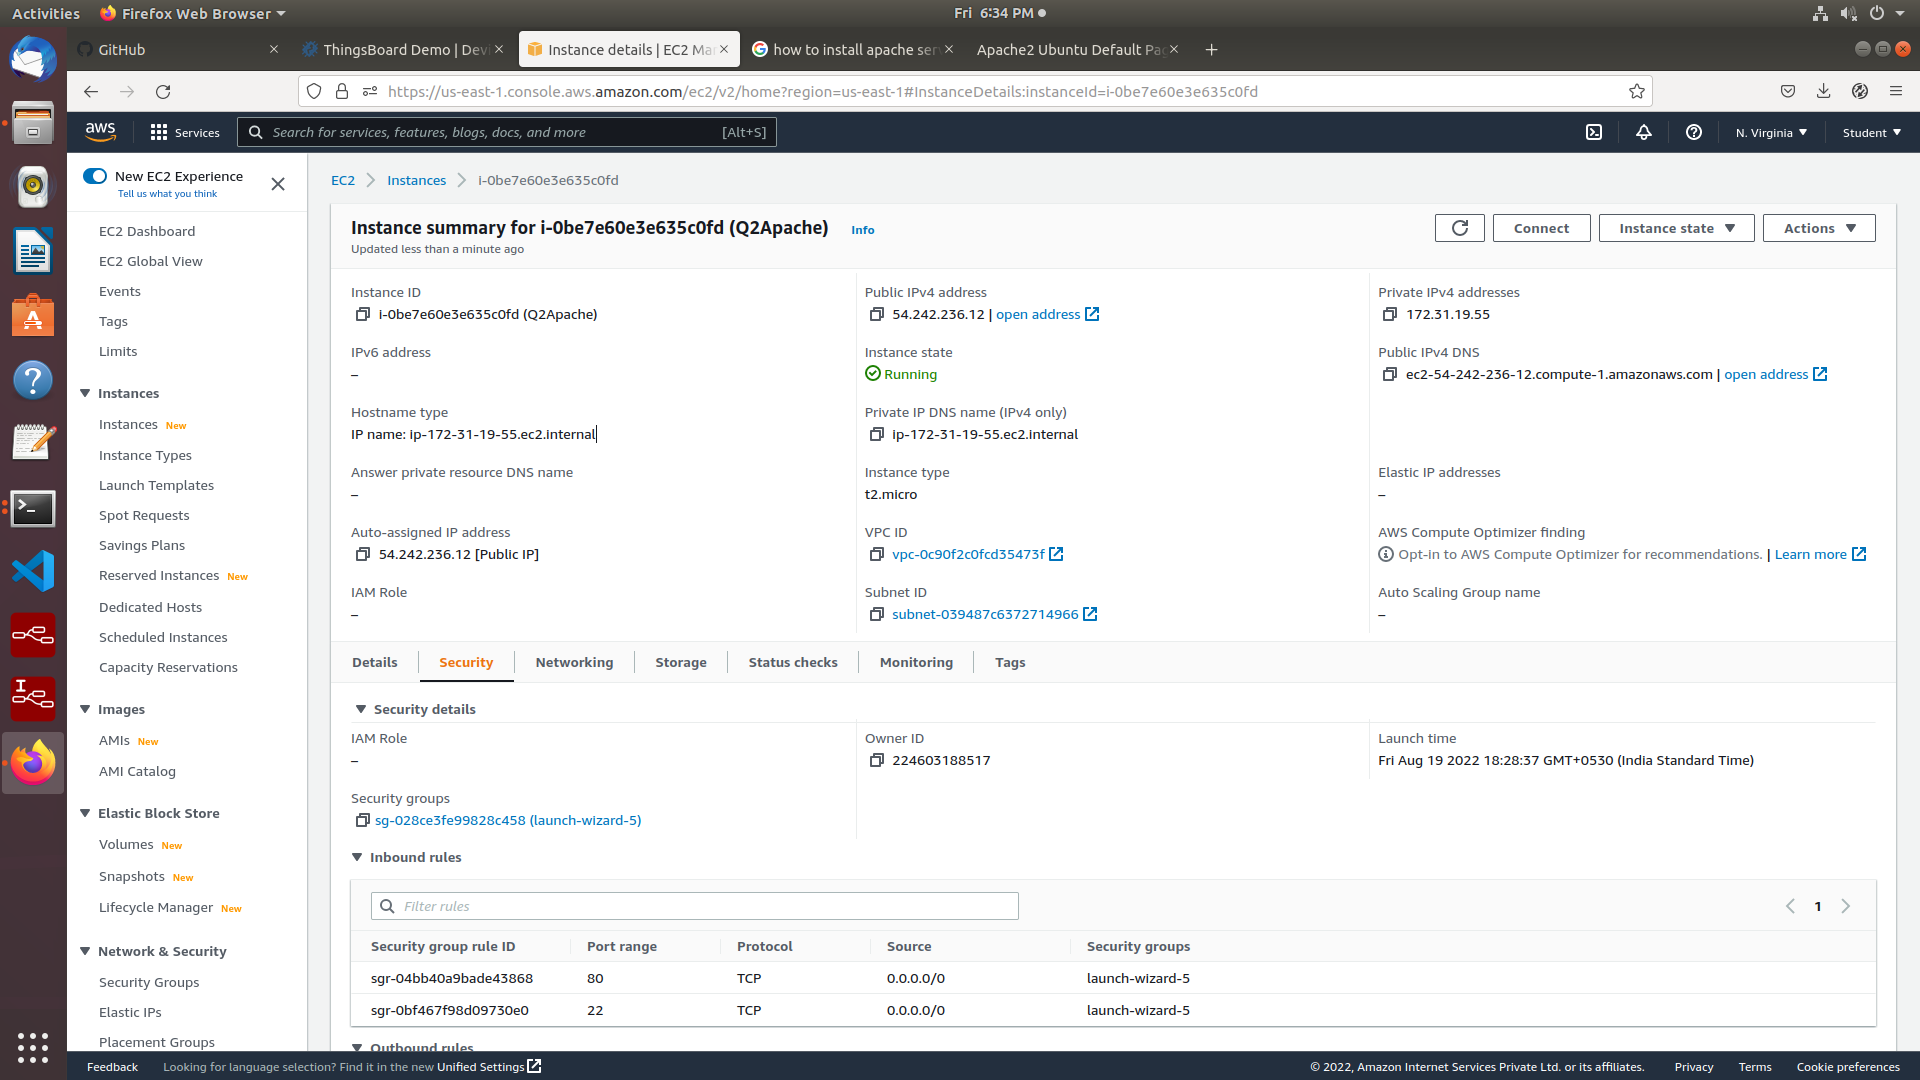 Activities
Firefox Web Browser
Fri 6:34 PM
GitHub
ThingsBoard Demo | Devi
Instance details | EC2 Ma
how to install apache ser
Apache2 Ubuntu Default Pa
https://us-east-1.console.aws.amazon.com/ec2/v2/home?region=us-east-1#InstanceDetails:instanceId=i-0be7e60e3e635c0fd
aws
Services
Search for services, features, blogs, docs, and more
[Alt+S]
N. Virginia
Student
New EC2 Experience
Tell us what you think
EC2 Dashboard
EC2 Global View
Events
Tags
Limits
Instances
Instances New
Instance Types
Launch Templates
Spot Requests
Savings Plans
Reserved Instances New
Dedicated Hosts
Scheduled Instances
Capacity Reservations
Images
AMIs New
AMI Catalog
Elastic Block Store
Volumes New
Snapshots New
Lifecycle Manager New
Network & Security
Security Groups
Elastic IPs
Placement Groups
EC2
Instances
i-0be7e60e3e635c0fd
Instance summary for i-0be7e60e3e635c0fd (Q2Apache)
Info
Updated less than a minute ago
Connect
Instance state
Actions
Instance ID
i-0be7e60e3e635c0fd (Q2Apache)
Public IPv4 address
54.242.236.12 | open address
Private IPv4 addresses
172.31.19.55
IPv6 address
–
Instance state
Running
Public IPv4 DNS
ec2-54-242-236-12.compute-1.amazonaws.com | open address
Hostname type
IP name: ip-172-31-19-55.ec2.internal
Private IP DNS name (IPv4 only)
ip-172-31-19-55.ec2.internal
Answer private resource DNS name
–
Instance type
t2.micro
Elastic IP addresses
–
Auto-assigned IP address
54.242.236.12 [Public IP]
VPC ID
vpc-0c90f2c0fcd35473f
AWS Compute Optimizer finding
Opt-in to AWS Compute Optimizer for recommendations. | Learn more
IAM Role
–
Subnet ID
subnet-039487c6372714966
Auto Scaling Group name
–
Details
Security
Networking
Storage
Status checks
Monitoring
Tags
Security details
IAM Role
–
Owner ID
224603188517
Launch time
Fri Aug 19 2022 18:28:37 GMT+0530 (India Standard Time)
Security groups
sg-028ce3fe99828c458 (launch-wizard-5)
Inbound rules
Filter rules
1
Security group rule ID Port range Protocol Source Security groups
sgr-04bb40a9bade43868 80 TCP 0.0.0.0/0 launch-wizard-5
sgr-0bf467f98d09730e0 22 TCP 0.0.0.0/0 launch-wizard-5
Outbound rules
Feedback
Looking for language selection? Find it in the new Unified Settings
© 2022, Amazon Internet Services Private Ltd. or its affiliates.
Privacy
Terms
Cookie preferences